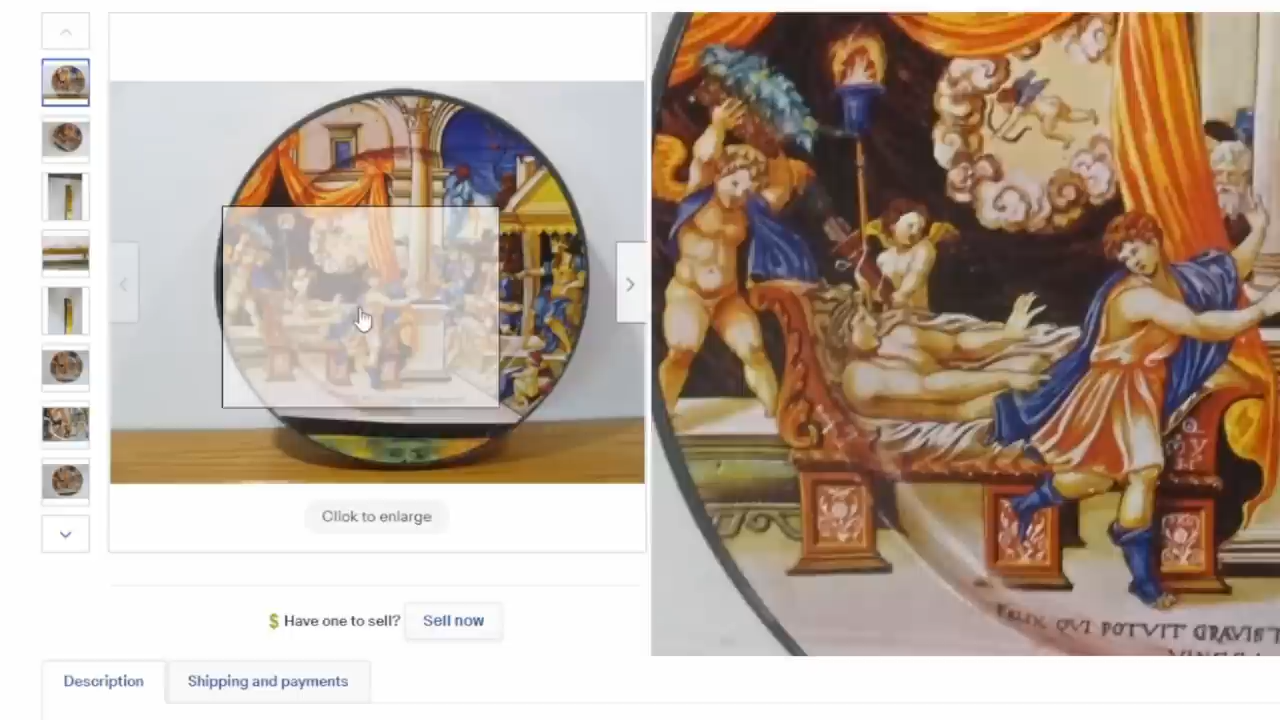 Click to enlarge
$ Have one to sell? Sell now
Description
Shipping and payments
FELIX QVI POTVIT GRAVIS